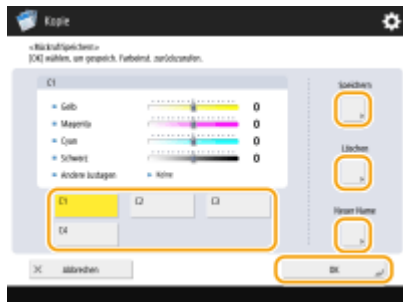 Kopie
<Rückruf/Speichern>
[OK] wählen, um gespeich. Farbeinst. zurückzurufen.
C1
Gelb 0
Magenta 0
Cyan 0
Schwarz 0
Andere Justagen Keine
C1 C2 C3
C4
Speichern
Löschen
Neuer Name
Abbrechen
OK